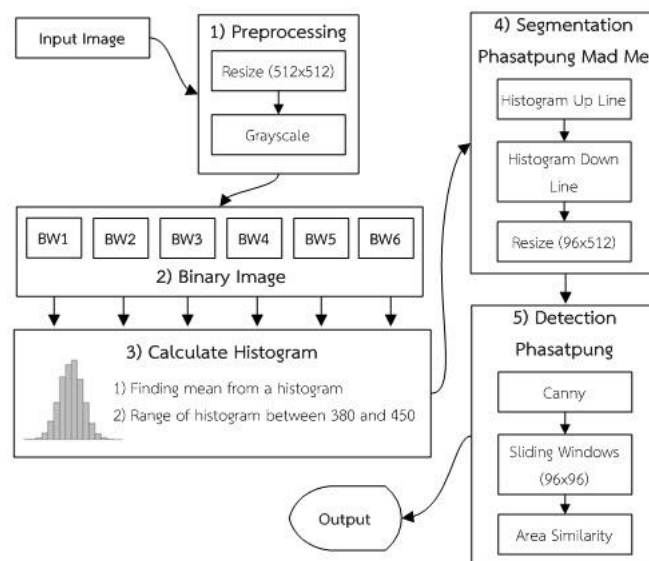 Input Image
1) Preprocessing
Resize (512x512)
Grayscale
BW1 BW2 BW3 BW4 BW5 BW6
2) Binary Image
3) Calculate Histogram
1) Finding mean from a histogram
2) Range of histogram between 380 and 450
4) Segmentation
Phasatpung Mad Me
Histogram Up Line
Histogram Down
Line
Resize (96x512)
5) Detection
Phasatpung
Canny
Sliding Windows
(96x96)
Area Similarity
Output